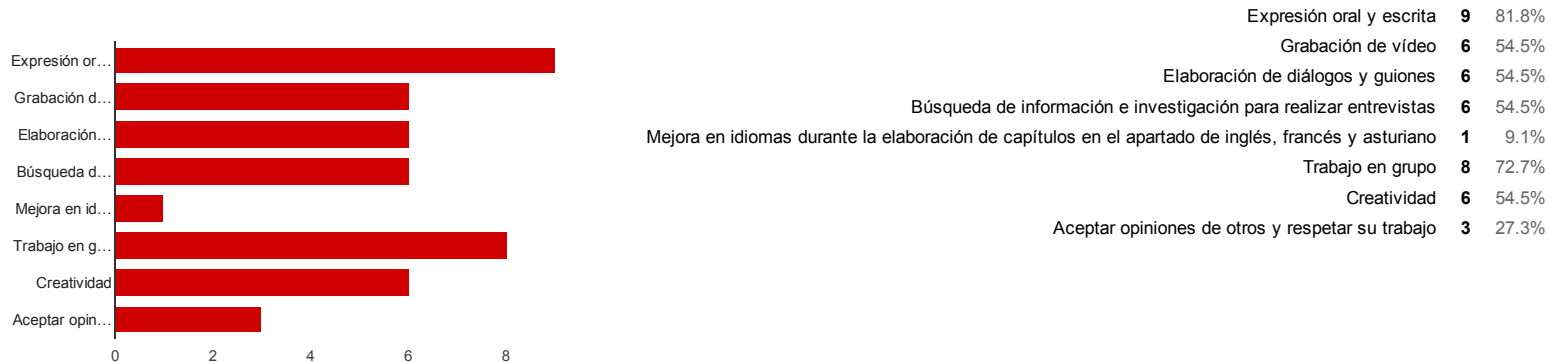 Expresión or…
Grabación d…
Elaboración…
Búsqueda d…
Mejora en id…
Trabajo en g…
Creatividad
Aceptar opin…
0 2 4 6 8
Expresión oral y escrita 9 81.8%
Grabación de vídeo 6 54.5%
Elaboración de diálogos y guiones 6 54.5%
Búsqueda de información e investigación para realizar entrevistas 6 54.5%
Mejora en idiomas durante la elaboración de capítulos en el apartado de inglés, francés y asturiano 1 9.1%
Trabajo en grupo 8 72.7%
Creatividad 6 54.5%
Aceptar opiniones de otros y respetar su trabajo 3 27.3%